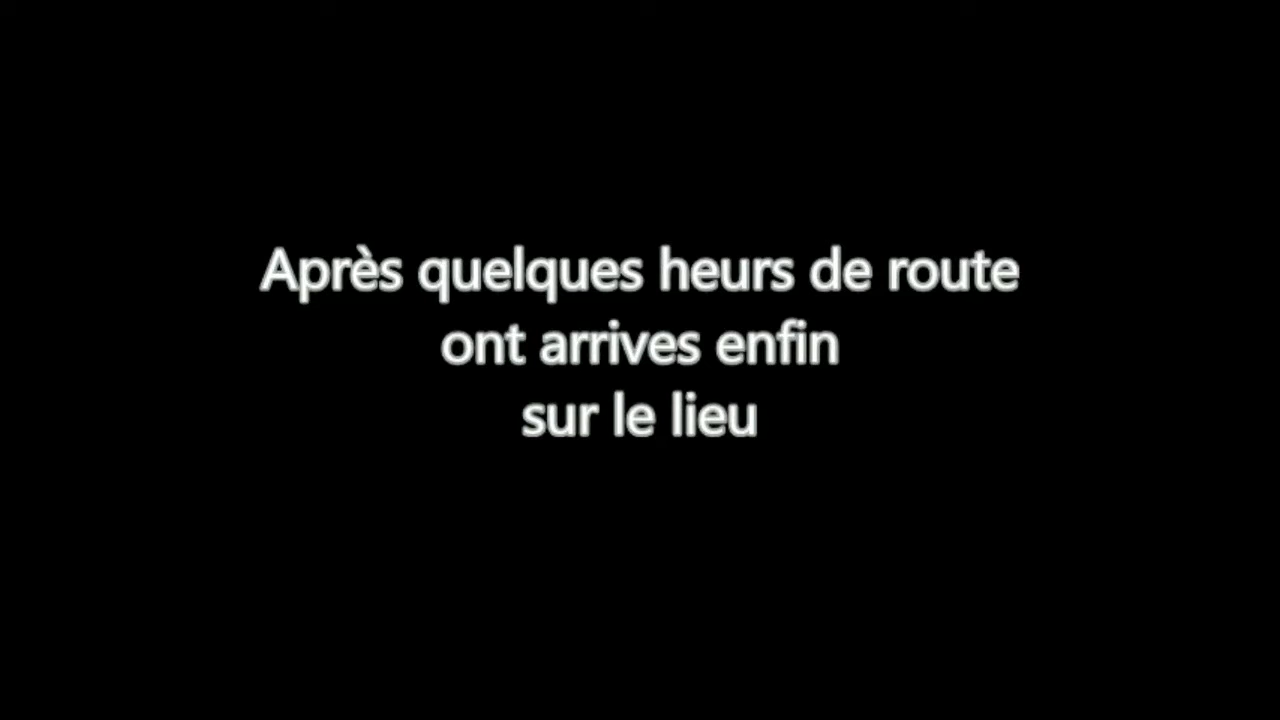 Après quelques heurs de route
ont arrives enfin
sur le lieu